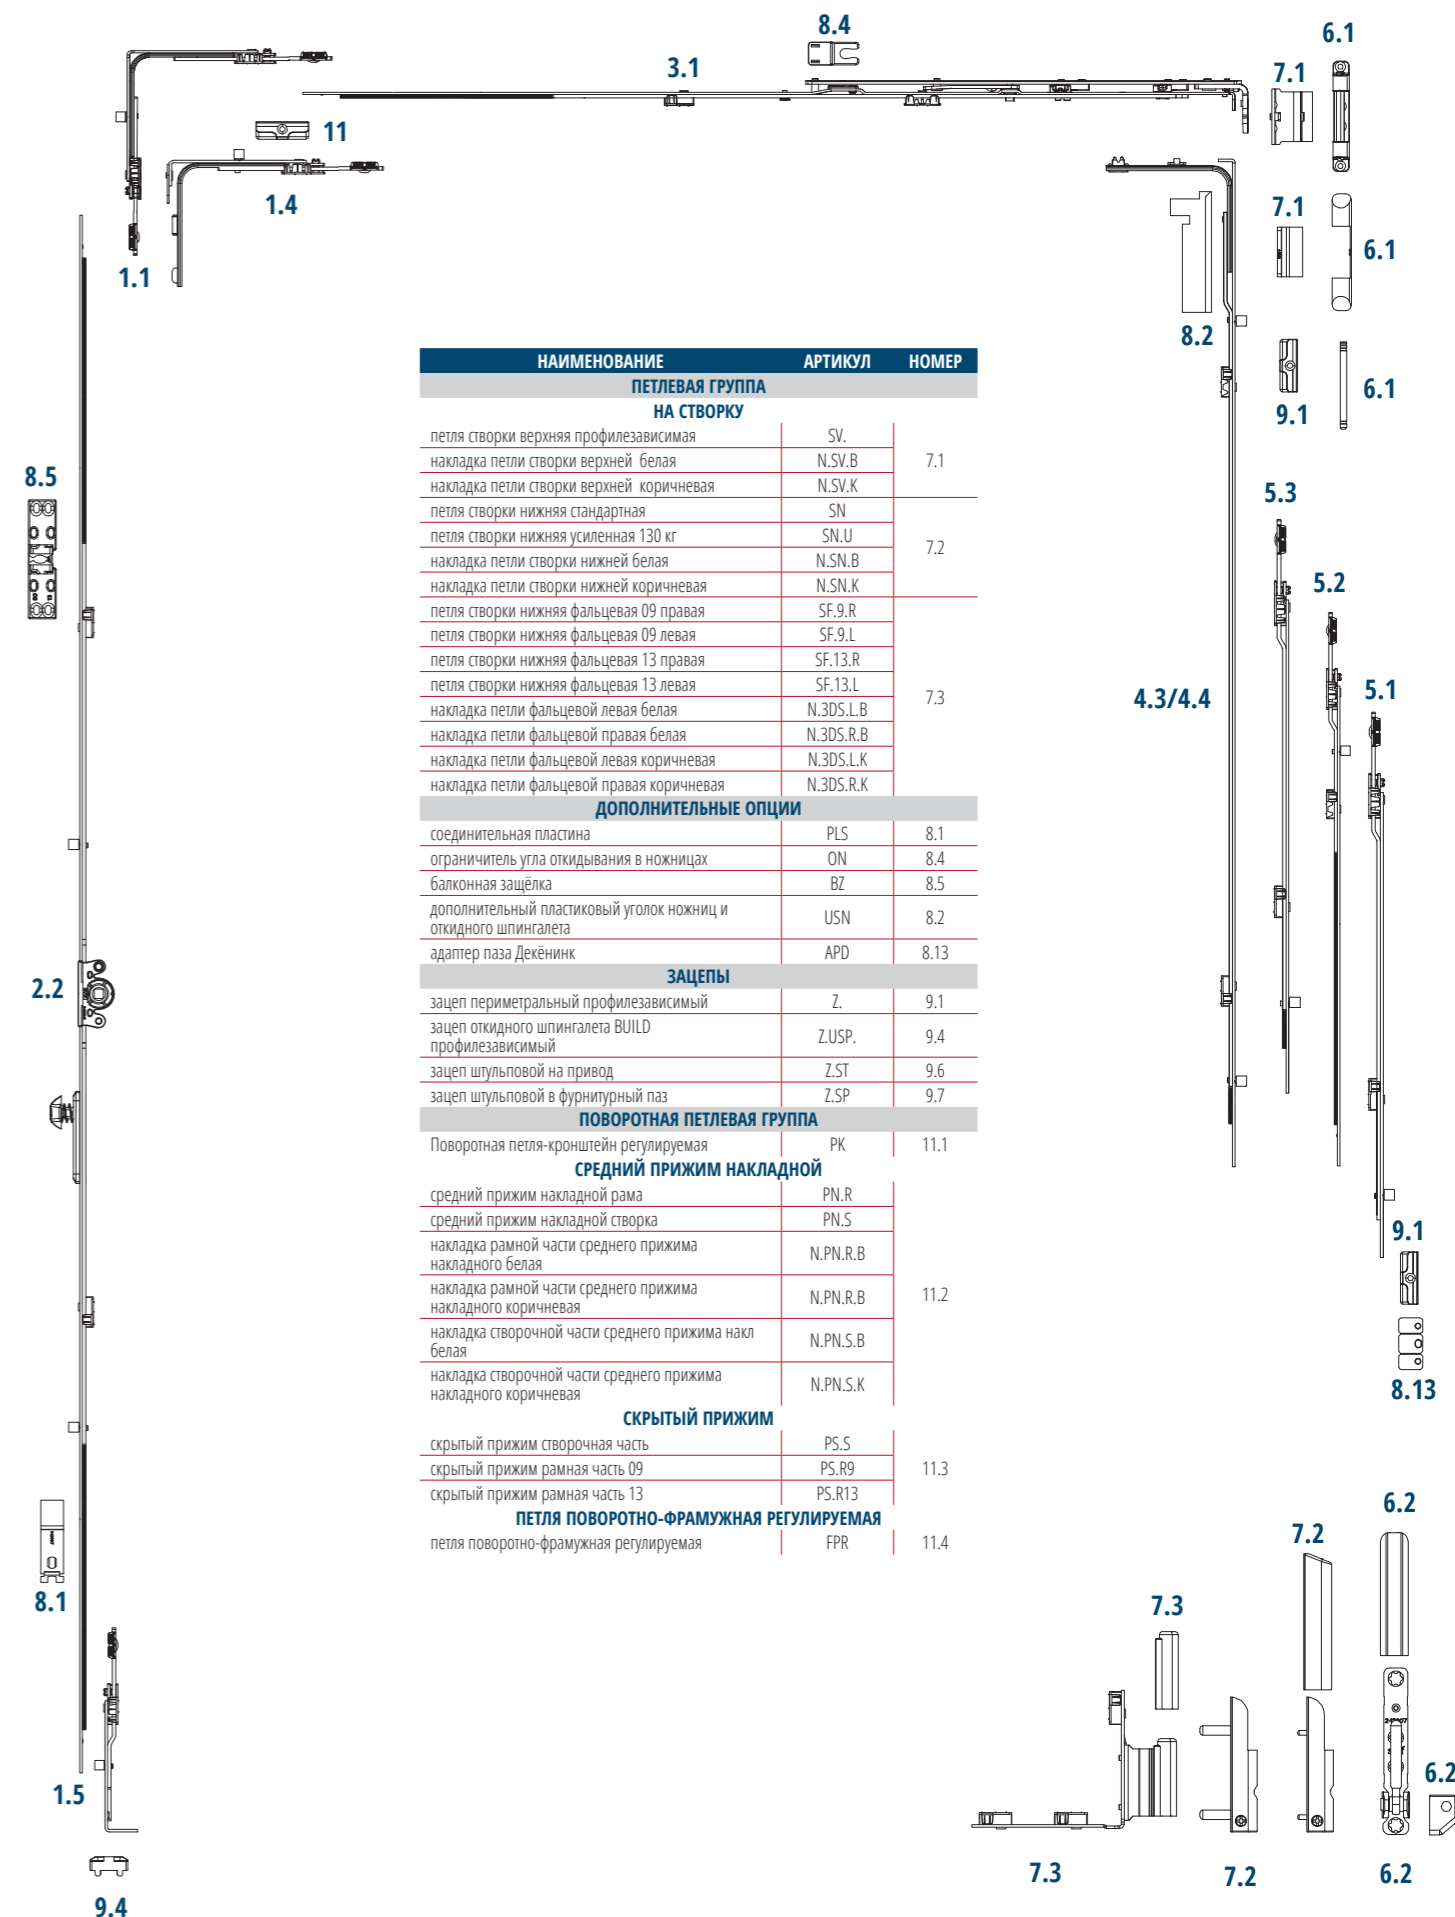 8.4
6.1
3.1
7.1
11
1.4
7.1
6.1
1.1
8.2
6.1
9.1
НАИМЕНОВАНИЕ АРТИКУЛ НОМЕР
ПЕТЛЕВАЯ ГРУППА
НА СТВОРКУ
петля створки верхняя профилезависимая SV.
накладка петли створки верхней белая N.SV.B 7.1
накладка петли створки верхней коричневая N.SV.K
петля створки нижняя стандартная SN
петля створки нижняя усиленная 130 кг SN.U
7.2
накладка петли створки нижней белая N.SN.B
накладка петли створки нижней коричневая N.SN.K
петля створки нижняя фальцевая 09 правая SF.9.R
петля створки нижняя фальцевая 09 левая SF.9.L
петля створки нижняя фальцевая 13 правая SF.13.R
петля створки нижняя фальцевая 13 левая SF.13.L
7.3
накладка петли фальцевой левая белая N.3DS.L.B
накладка петли фальцевой правая белая N.3DS.R.B
накладка петли фальцевой левая коричневая N.3DS.L.K
накладка петли фальцевой правая коричневая N.3DS.R.K
ДОПОЛНИТЕЛЬНЫЕ ОПЦИИ
соединительная пластина PLS 8.1
ограничитель угла откидывания в ножницах ON 8.4
балконная защёлка BZ 8.5
дополнительный пластиковый уголок ножниц и
откидного шпингалета USN 8.2
адаптер паза Декёнинк APD 8.13
ЗАЦЕПЫ
зацеп периметральный профилезависимый Z. 9.1
зацеп откидного шпингалета BUILD
профилезависимый Z.USP. 9.4
зацеп штульповой на привод Z.ST 9.6
зацеп штульповой в фурнитурный паз Z.SP 9.7
ПОВОРОТНАЯ ПЕТЛЕВАЯ ГРУППА
Поворотная петля-кронштейн регулируемая PK 11.1
СРЕДНИЙ ПРИЖИМ НАКЛАДНОЙ
средний прижим накладной рама PN.R
средний прижим накладной створка PN.S
накладка рамной части среднего прижима
накладного белая N.PN.R.B
накладка рамной части среднего прижима
накладного коричневая N.PN.R.B 11.2
накладка створочной части среднего прижима накл
белая N.PN.S.B
накладка створочной части среднего прижима
накладного коричневая N.PN.S.K
СКРЫТЫЙ ПРИЖИМ
скрытый прижим створочная часть PS.S
скрытый прижим рамная часть 09 PS.R9 11.3
скрытый прижим рамная часть 13 PS.R13
ПЕТЛЯ ПОВОРОТНО-ФРАМУЖНАЯ РЕГУЛИРУЕМАЯ
петля поворотно-фрамужная регулируемая FPR 11.4
8.5
5.3
5.2
4.3/4.4
5.1
2.2
9.1
8.13
8.1
6.2
7.2
7.3
1.5
6.2
7.3
7.2
6.2
9.4